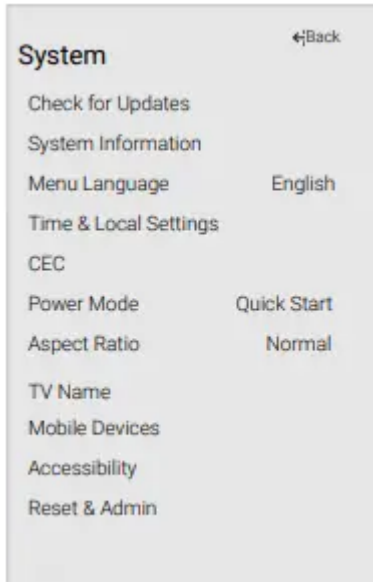 Back
System
Check for Updates
System Information
Menu Language English
Time & Local Settings
CEC
Power Mode Quick Start
Aspect Ratio Normal
TV Name
Mobile Devices
Accessibility
Reset & Admin